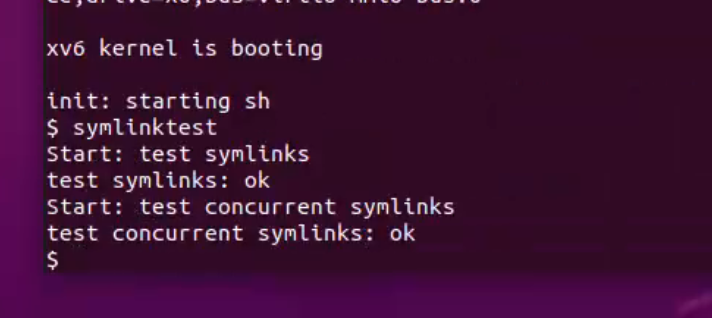 xv6 kernel is booting
init: starting sh
$ symlinktest
Start: test symlinks
test symlinks: ok
Start: test concurrent symlinks
test concurrent symlinks: ok
$